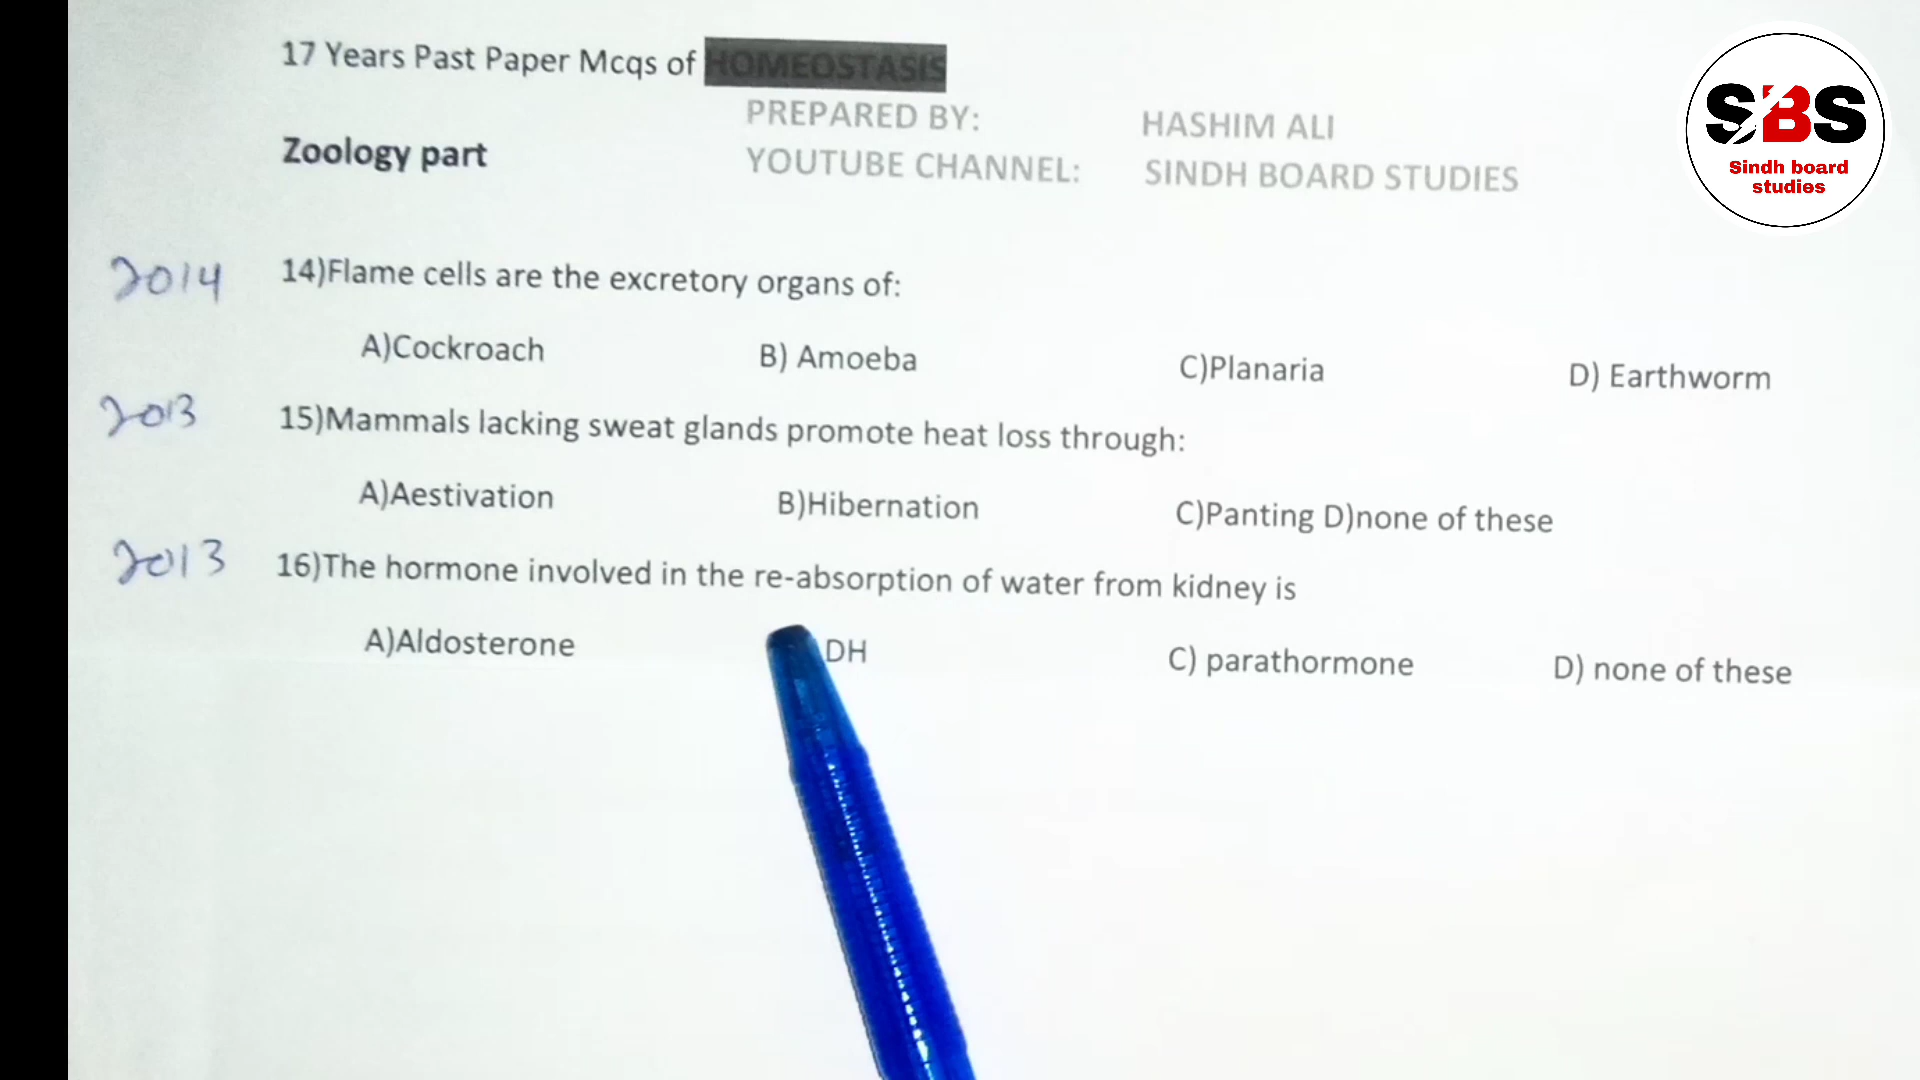 17 Years Past Paper Mcqs of HOMEOSTASIS
PREPARED BY: HASHIM ALI
Zoology part
YOUTUBE CHANNEL: SINDH BOARD STUDIES
SBS
Sindh board
studies
2014 14)Flame cells are the excretory organs of:
A)Cockroach B) Amoeba C)Planaria D) Earthworm
2013 15)Mammals lacking sweat glands promote heat loss through:
A)Aestivation B)Hibernation C)Panting D)none of these
2013 16)The hormone involved in the re-absorption of water from kidney is
A)Aldosterone DH C) parathormone D) none of these